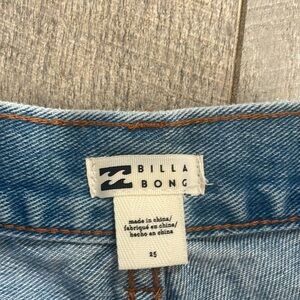 BILLA
BONG
made in china/
fabriqué en chine/
hecho en china
25